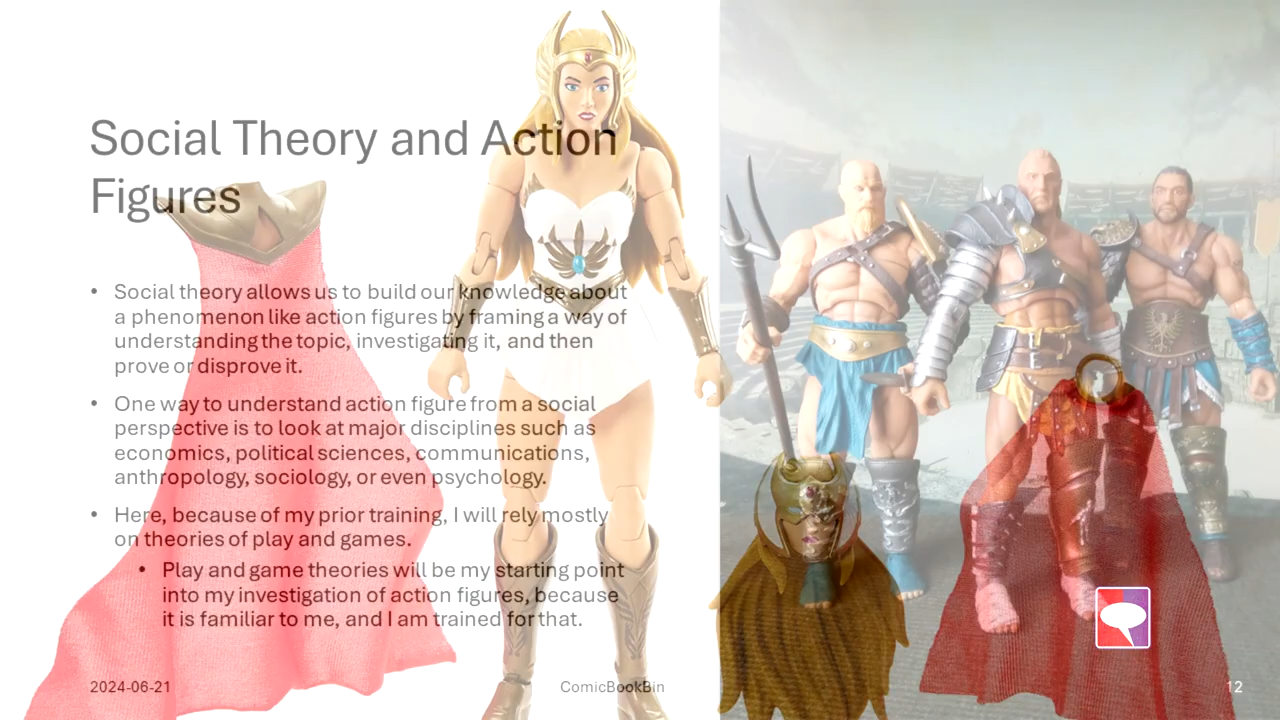 Social Theory and Action
Figures
• Social theory allows us to build our knowledge about
a phenomenon like action figures by framing a way of
understanding the topic, investigating it, and then
prove or disprove it.
• One way to understand action figure from a social
perspective is to look at major disciplines such as
economics, political sciences, communications,
anthropology, sociology, or even psychology.
• Here, because of my prior training, I will rely mostly
on theories of play and games.
• Play and game theories will be my starting point
into my investigation of action figures, because
it is familiar to me, and I am trained for that.
2024-06-21
ComicBookBin
12